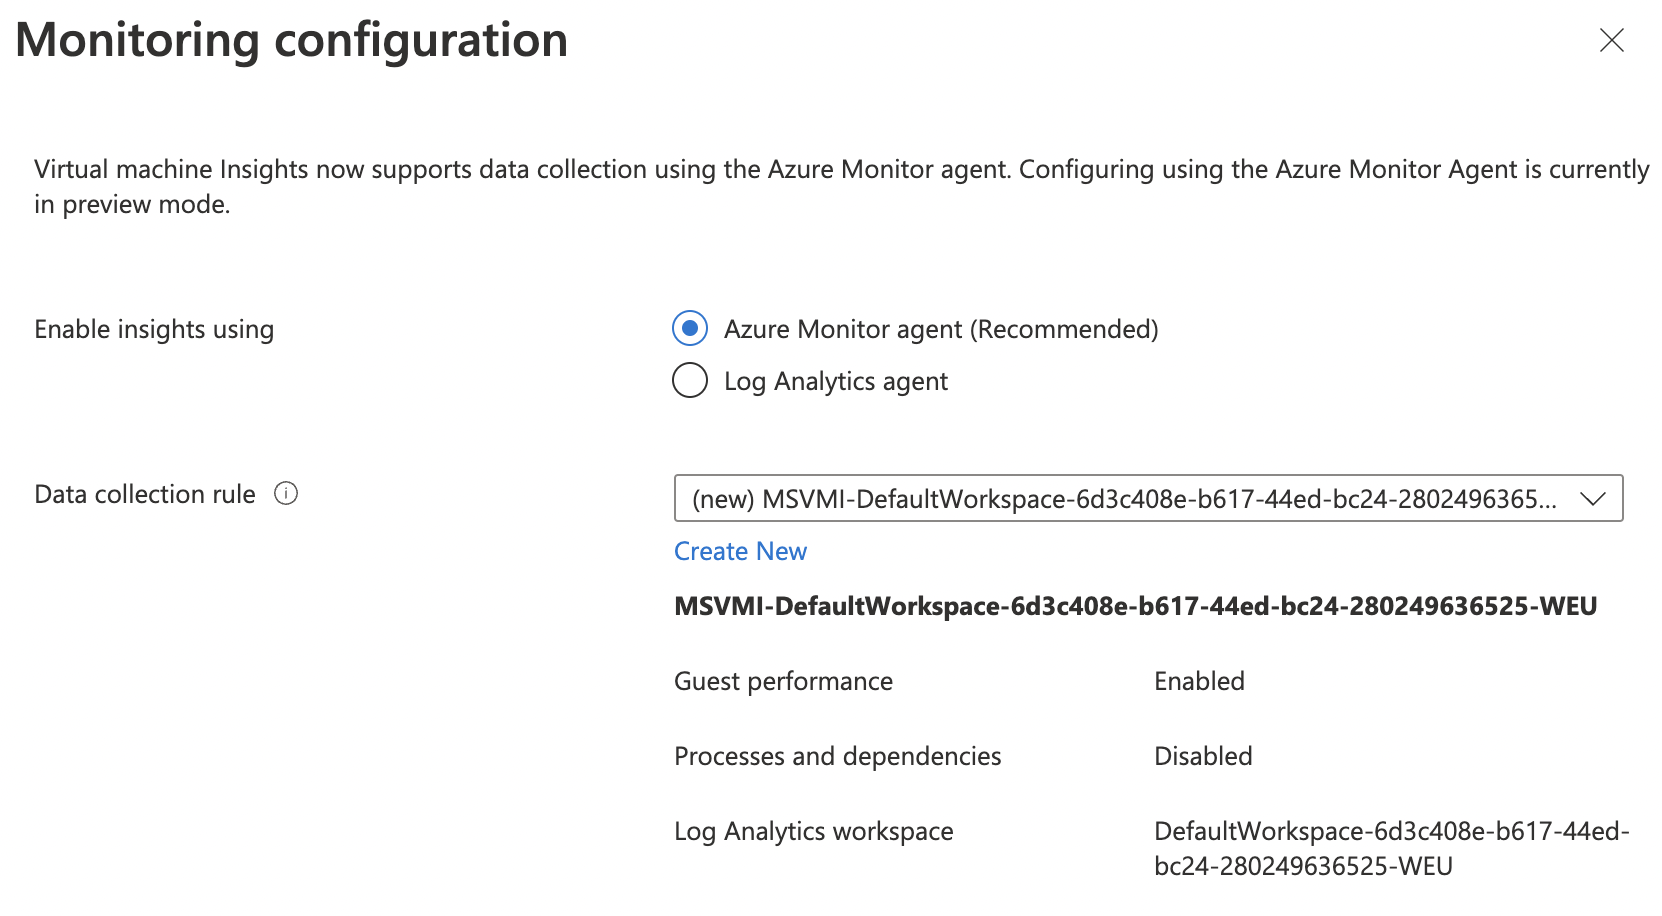 Monitoring configuration
Virtual machine Insights now supports data collection using the Azure Monitor agent. Configuring using the Azure Monitor Agent is currently
in preview mode.
Enable insights using
Azure Monitor agent (Recommended)
Log Analytics agent
Data collection rule
(new) MSVMI-DefaultWorkspace-6d3c408e-b617-44ed-bc24-2802496365...
Create New
MSVMI-DefaultWorkspace-6d3c408e-b617-44ed-bc24-280249636525-WEU
Guest performance Enabled
Processes and dependencies Disabled
Log Analytics workspace DefaultWorkspace-6d3c408e-b617-44ed-
bc24-280249636525-WEU